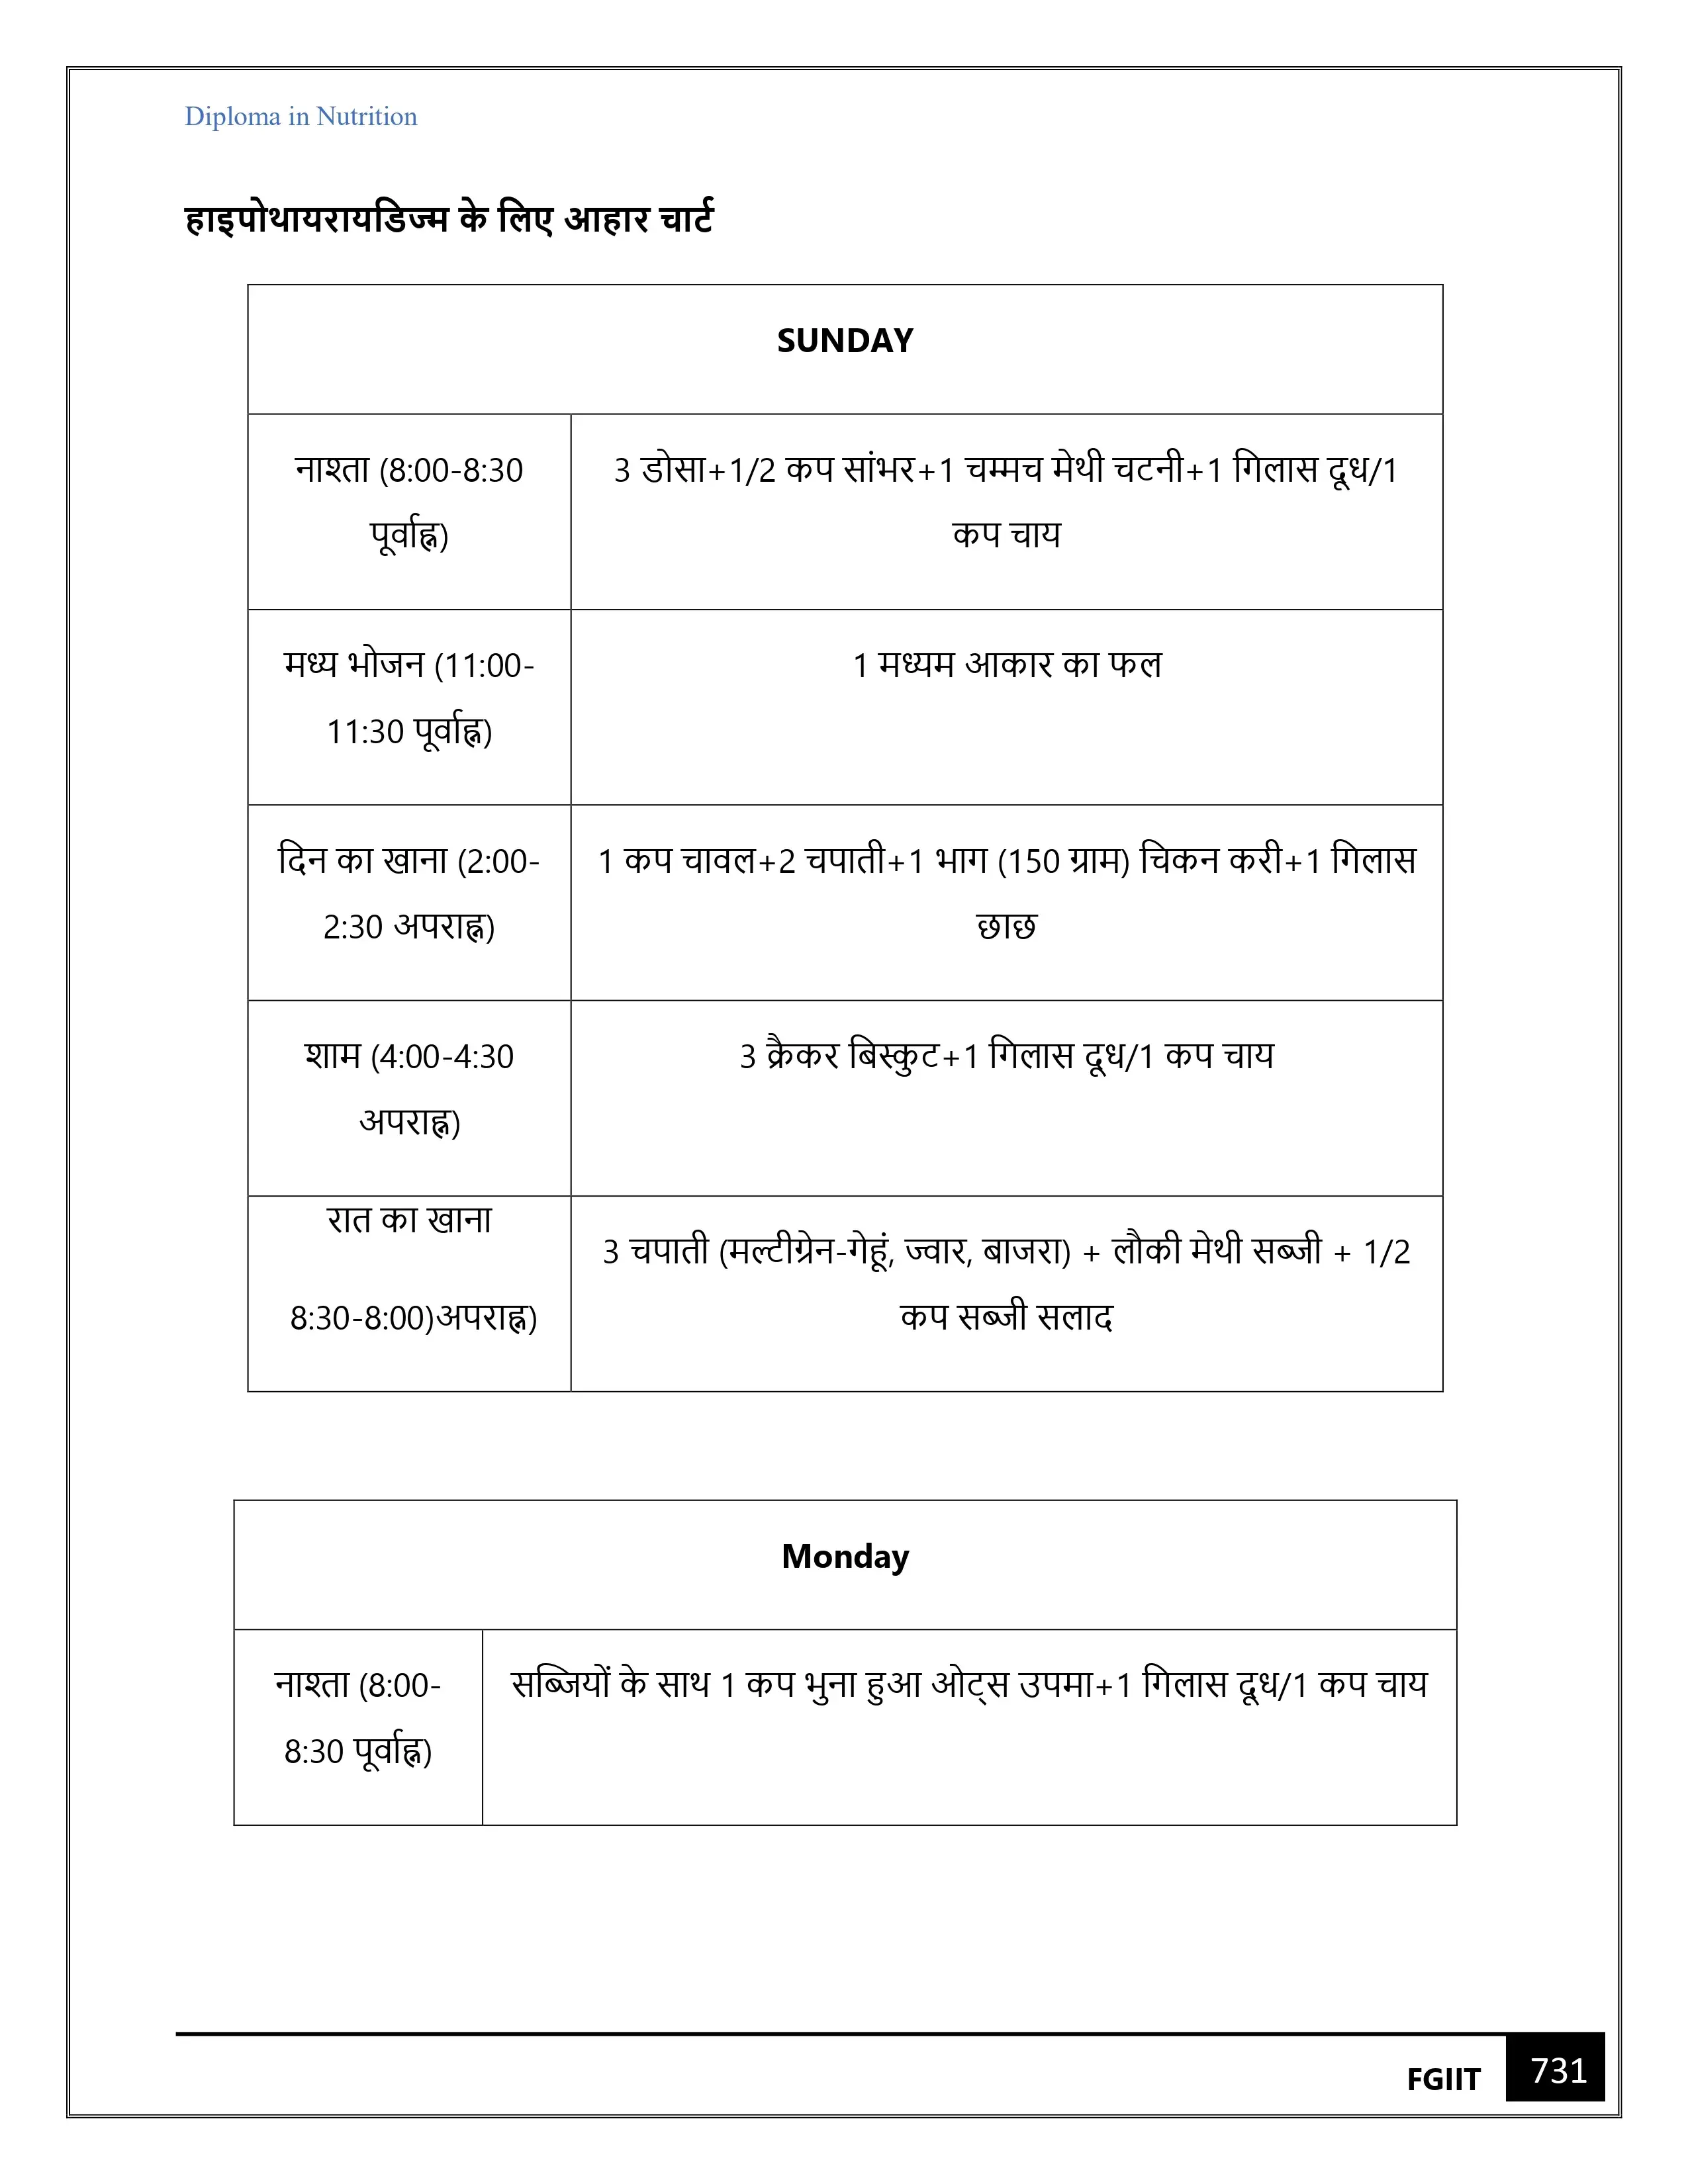 Diploma in Nutrition
हाइपोथायरायडिज्म के लिए आहार चार्ट
SUNDAY
नाश्ता (8:00-8:30
पूर्वाह्न)
3 डोसा+1/2 कप सांभर+1 चम्मच मेथी चटनी+1 गिलास दूध/1
कप चाय
मध्य भोजन (11:00-
11:30 पूर्वाह्न)
1 मध्यम आकार का फल
दिन का खाना (2:00-
2:30 अपराह्न)
1 कप चावल+2 चपाती+1 भाग (150 ग्राम) चिकन करी+1 गिलास
छाछ
शाम (4:00-4:30
अपराह्न)
3 क्रैकर बिस्कुट+1 गिलास दूध/1 कप चाय
रात का खाना
8:30-8:00)अपराह्न)
3 चपाती (मल्टीग्रेन-गेहूं, ज्वार, बाजरा) + लौकी मेथी सब्जी + 1/2
कप सब्जी सलाद
Monday
नाश्ता (8:00-
8:30 पूर्वाह्न)
सब्जियों के साथ 1 कप भुना हुआ ओट्स उपमा+1 गिलास दूध/1 कप चाय
FGIIT 731